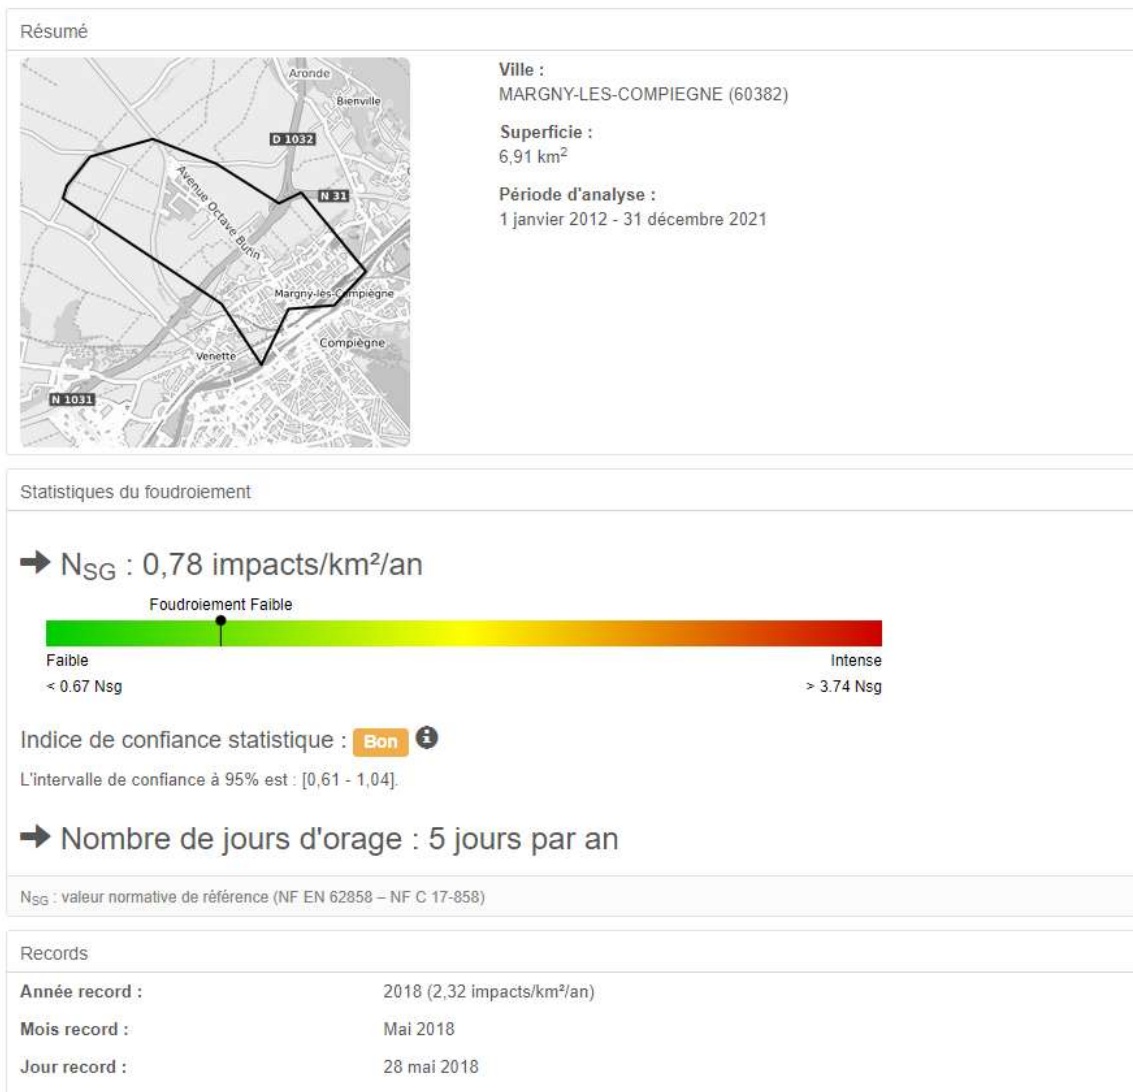 Résumé
Aronde
Bienville
D 1032
Avenue Octave Butin
N 31
Margny-lès-Compiègne
Compiègne
Venette
N 1031
Ville :
MARGNY-LES-COMPIEGNE (60382)
Superficie :
6,91 km²
Période d'analyse :
1 janvier 2012 - 31 décembre 2021
Statistiques du foudroiement
NSG : 0,78 impacts/km²/an
Foudroiement Faible
Faible
Intense
< 0.67 Nsg
> 3.74 Nsg
Indice de confiance statistique : Bon
L'intervalle de confiance à 95% est : [0,61 - 1,04].
Nombre de jours d'orage : 5 jours par an
NSG : valeur normative de référence (NF EN 62858 – NF C 17-858)
Records
Année record :
2018 (2,32 impacts/km²/an)
Mois record :
Mai 2018
Jour record :
28 mai 2018